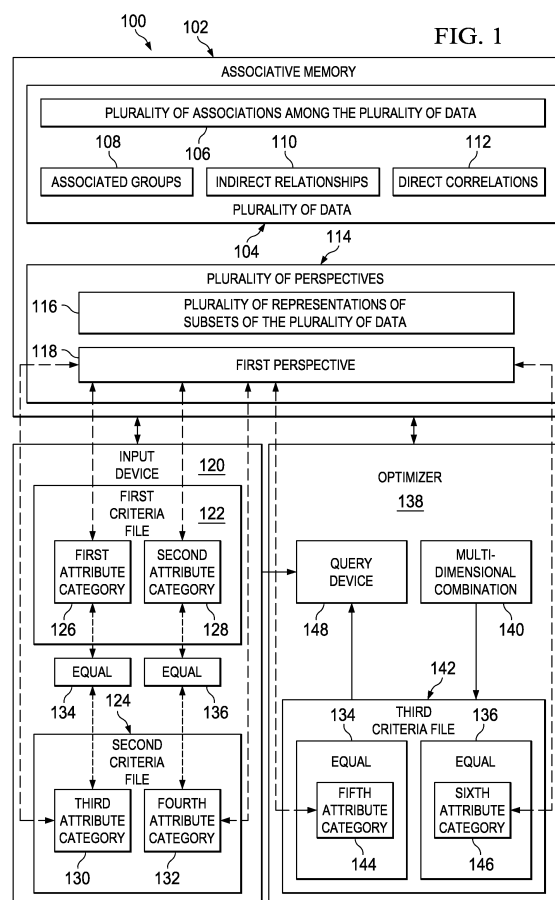 100
102
FIG. 1
ASSOCIATIVE MEMORY
PLURALITY OF ASSOCIATIONS AMONG THE PLURALITY OF DATA
108
106
110
112
ASSOCIATED GROUPS
INDIRECT RELATIONSHIPS
DIRECT CORRELATIONS
PLURALITY OF DATA
104
114
PLURALITY OF PERSPECTIVES
116
PLURALITY OF REPRESENTATIONS OF
SUBSETS OF THE PLURALITY OF DATA
118
FIRST PERSPECTIVE
INPUT
DEVICE
120
FIRST
CRITERIA
FILE
122
FIRST
ATTRIBUTE
CATEGORY
126
SECOND
ATTRIBUTE
CATEGORY
128
EQUAL
134
EQUAL
136
124
SECOND
CRITERIA
FILE
THIRD
ATTRIBUTE
CATEGORY
130
FOURTH
ATTRIBUTE
CATEGORY
132
OPTIMIZER
138
QUERY
DEVICE
148
MULTI-
DIMENSIONAL
COMBINATION
140
142
THIRD
CRITERIA FILE
134
EQUAL
FIFTH
ATTRIBUTE
CATEGORY
144
136
EQUAL
SIXTH
ATTRIBUTE
CATEGORY
146